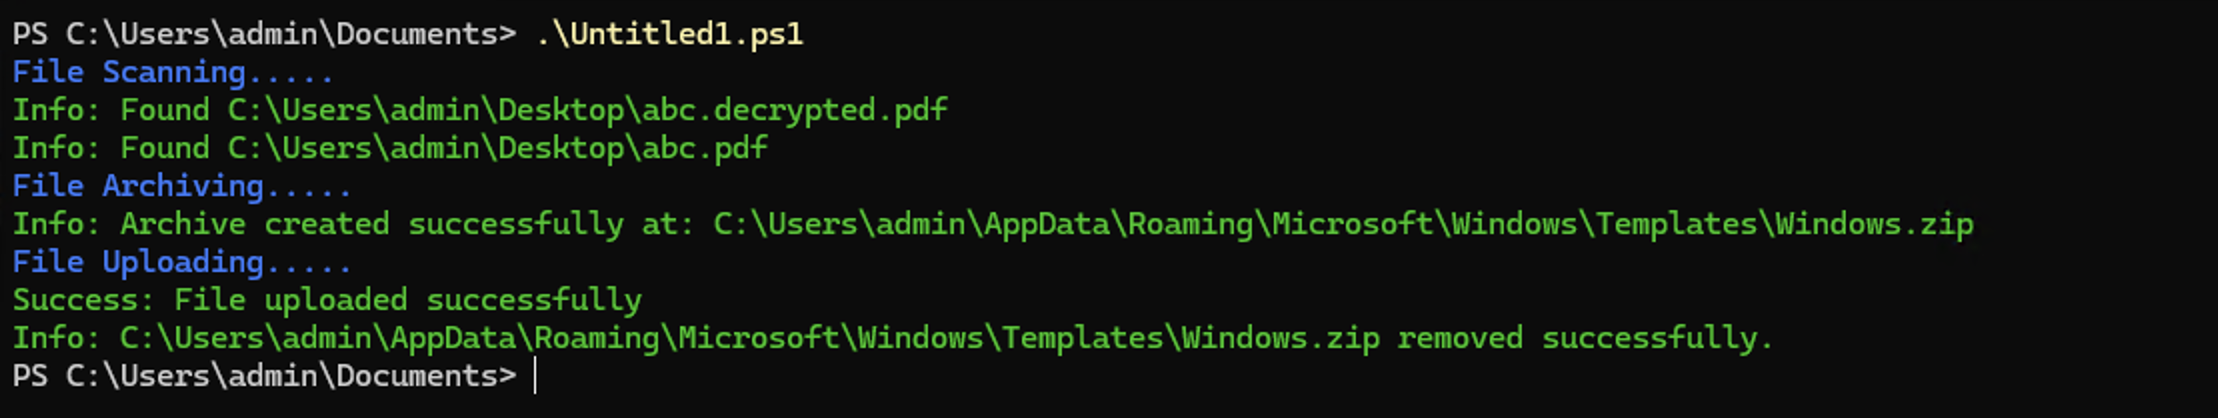 PS C:\Users\admin\Documents> .\Untitled1.ps1
File Scanning.....
Info: Found C:\Users\admin\Desktop\abc.decrypted.pdf
Info: Found C:\Users\admin\Desktop\abc.pdf
File Archiving.....
Info: Archive created successfully at: C:\Users\admin\AppData\Roaming\Microsoft\Windows\Templates\Windows.zip
File Uploading.....
Success: File uploaded successfully
Info: C:\Users\admin\AppData\Roaming\Microsoft\Windows\Templates\Windows.zip removed successfully.
PS C:\Users\admin\Documents>